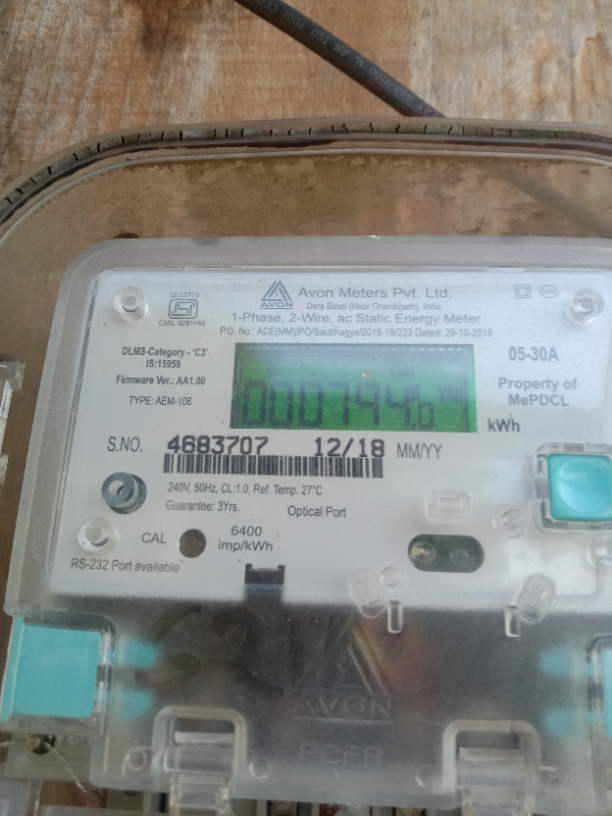 IS:13779
CM/L 9281180
AVON
Avon Meters Pvt. Ltd.
Dera Bassi (Near Chandigarh), India
1-Phase, 2-Wire, ac Static Energy Meter
P.O. No.: ACE(MM)/PO/Saubhagya/2018-19/223 Dated: 29-10-2018
DLMS-Category - 'C3'
IS:15959
Firmware Ver.: AA1.00
TYPE: AEM-106
000794.0
kWh
05-30A
Property of
MePDCL
S.NO. 4683707 12/18 MM/YY
240V, 50Hz, CL:1.0, Ref. Temp. 27°C
Guarantee: 3Yrs.
Optical Port
CAL
6400
imp/kWh
RS-232 Port available
AVON